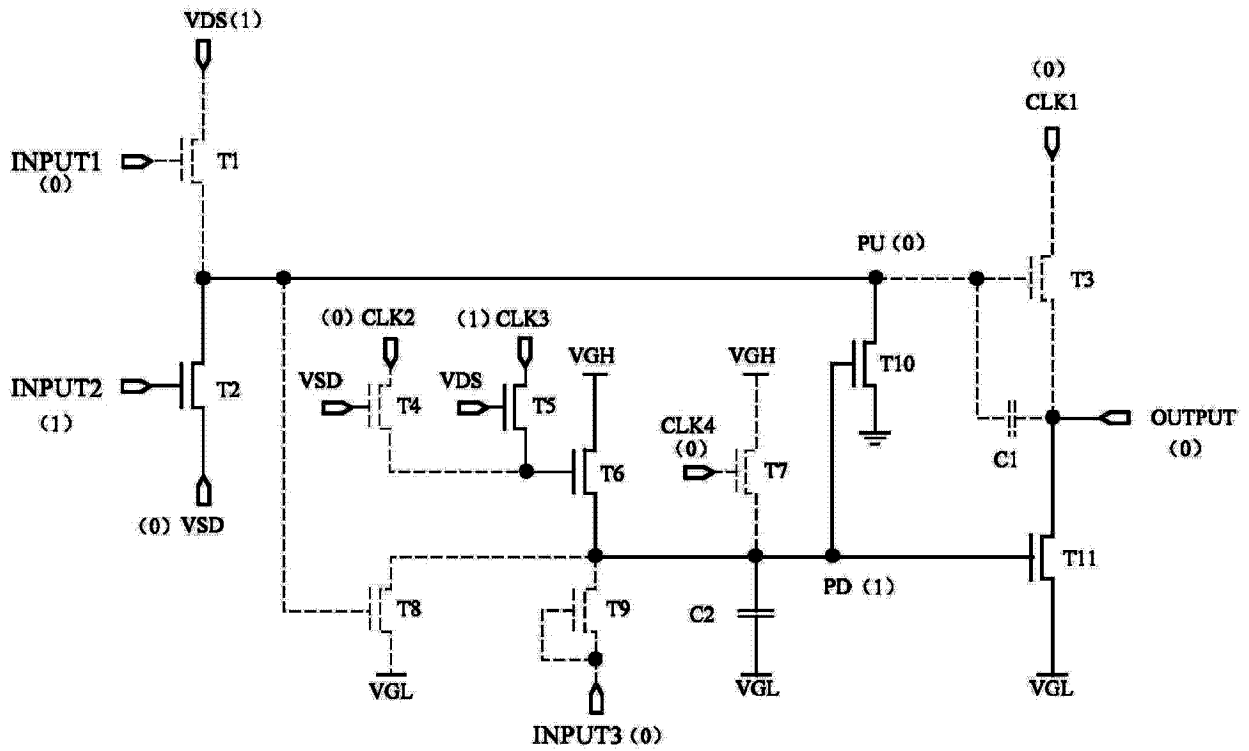 VDS (1)
(0)
CLK1
INPUT1
(0)
T1
PU (0)
T3
(0) CLK2
(1) CLK3
VGH
VGH
T10
INPUT2
(1)
T2
VSD
T4
VDS
T5
CLK4
(0)
T7
C1
OUTPUT
(0)
T6
(0) VSD
T11
PD (1)
T8
T9
C2
VGL
VGL
VGL
INPUT3 (0)